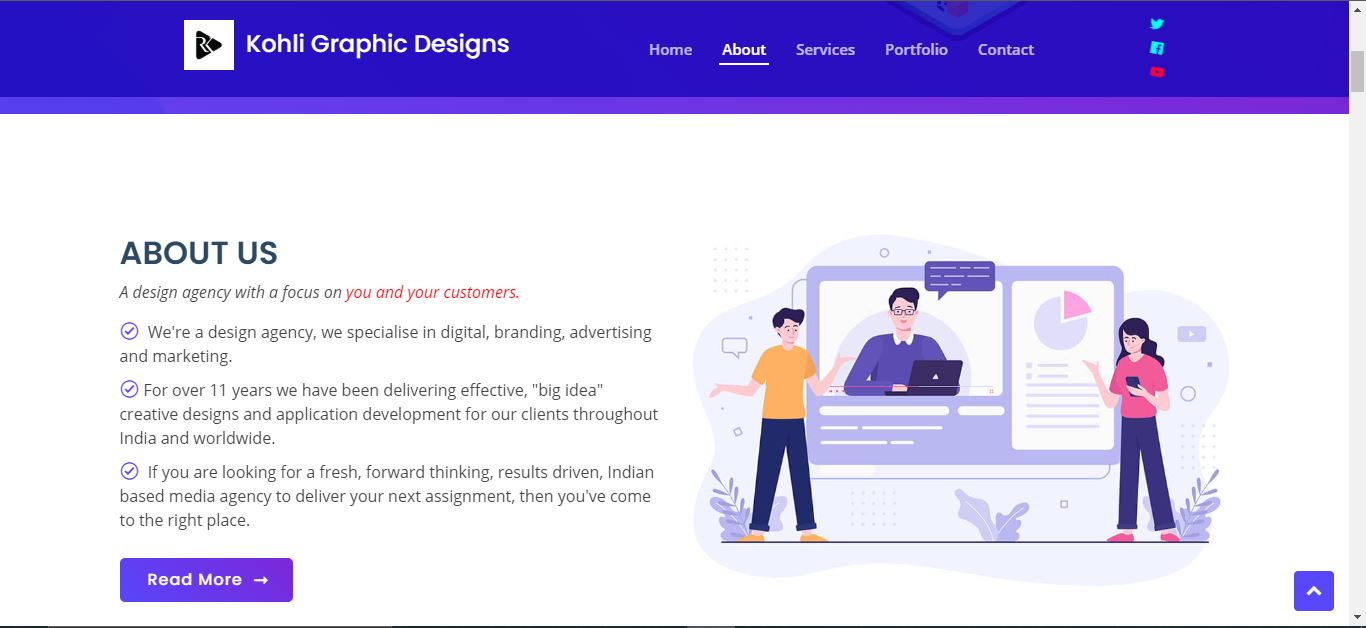 Kohli Graphic Designs
Home About Services Portfolio Contact
ABOUT US
A design agency with a focus on you and your customers.
We're a design agency, we specialise in digital, branding, advertising
and marketing.
For over 11 years we have been delivering effective, "big idea"
creative designs and application development for our clients throughout
India and worldwide.
If you are looking for a fresh, forward thinking, results driven, Indian
based media agency to deliver your next assignment, then you've come
to the right place.
Read More →